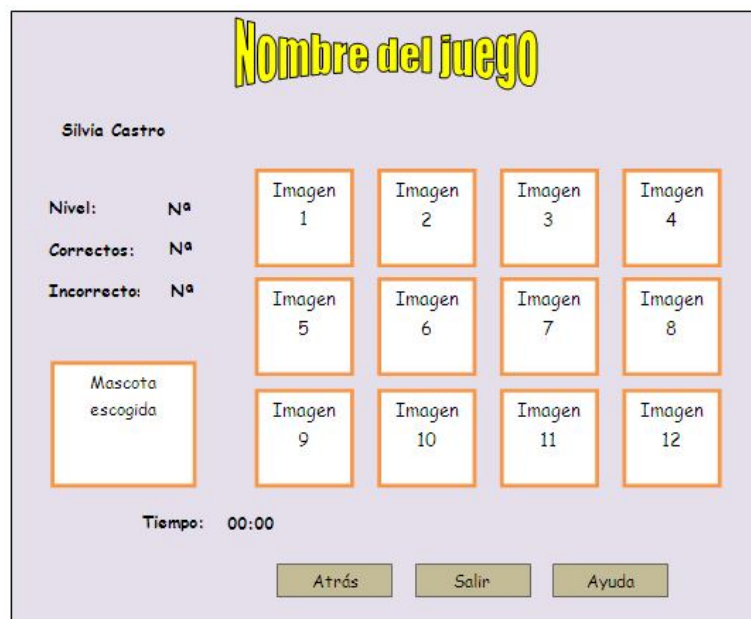 Nombre del juego
Silvia Castro
Nivel: Nª
Correctos: Nª
Incorrecto: Nª
Imagen
1
Imagen
2
Imagen
3
Imagen
4
Imagen
5
Imagen
6
Imagen
7
Imagen
8
Mascota
escogida
Imagen
9
Imagen
10
Imagen
11
Imagen
12
Tiempo: 00:00
Atrás
Salir
Ayuda